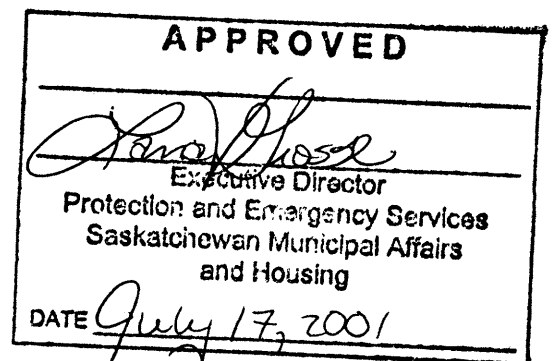 APPROVED
Executive Director
Protection and Emergency Services
Saskatchewan Municipal Affairs
and Housing
DATE July 17, 2001